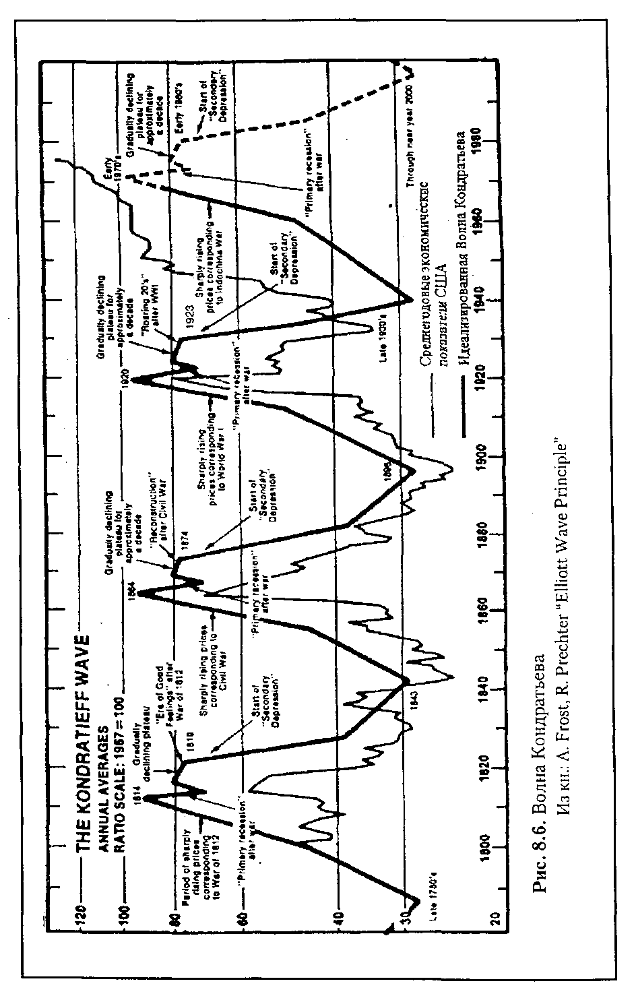 THE KONDRATIEFF WAVE
ANNUAL AVERAGES
RATIO SCALE: 1967 = 100
120
100
80
60
40
30
20
Late 1780's
Period of sharply
rising prices
corresponding
to War of 1812
"Primary recession"
after war
1814
Gradually
declining plateau
"Era of Good
Feelings" after
War of 1812
1819
Start of
"Secondary
Depression"
1843
Sharply rising prices
corresponding to
Civil War
"Primary recession"
after war
1864
Gradually declining
plateau for
approximately
a decade
"Reconstruction"
after Civil War
1874
Start of
"Secondary
Depression"
1896
Sharply rising
prices corresponding
to World War I
"Primary recession"
after war
1920
Gradually declining
plateau for
approximately
a decade
"Roaring 20's"
after WWI
1923
Start of
"Secondary
Depression"
Late 1930's
Sharply rising
prices corresponding
to Indochina War
"Primary recession"
after war
Early
1970's
Gradually declining
plateau for
approximately
a decade
Early 1980's
Start of
"Secondary
Depression"
Through near year 2000
Среднегодовые экономические
показатели США
Идеализированная Волна Кондратьева
1800
1820
1840
1860
1880
1900
1920
1940
1960
1980
Рис. 8.6. Волна Кондратьева
Из кн.: A. Frost, R. Prechter "Elliott Wave Principle"